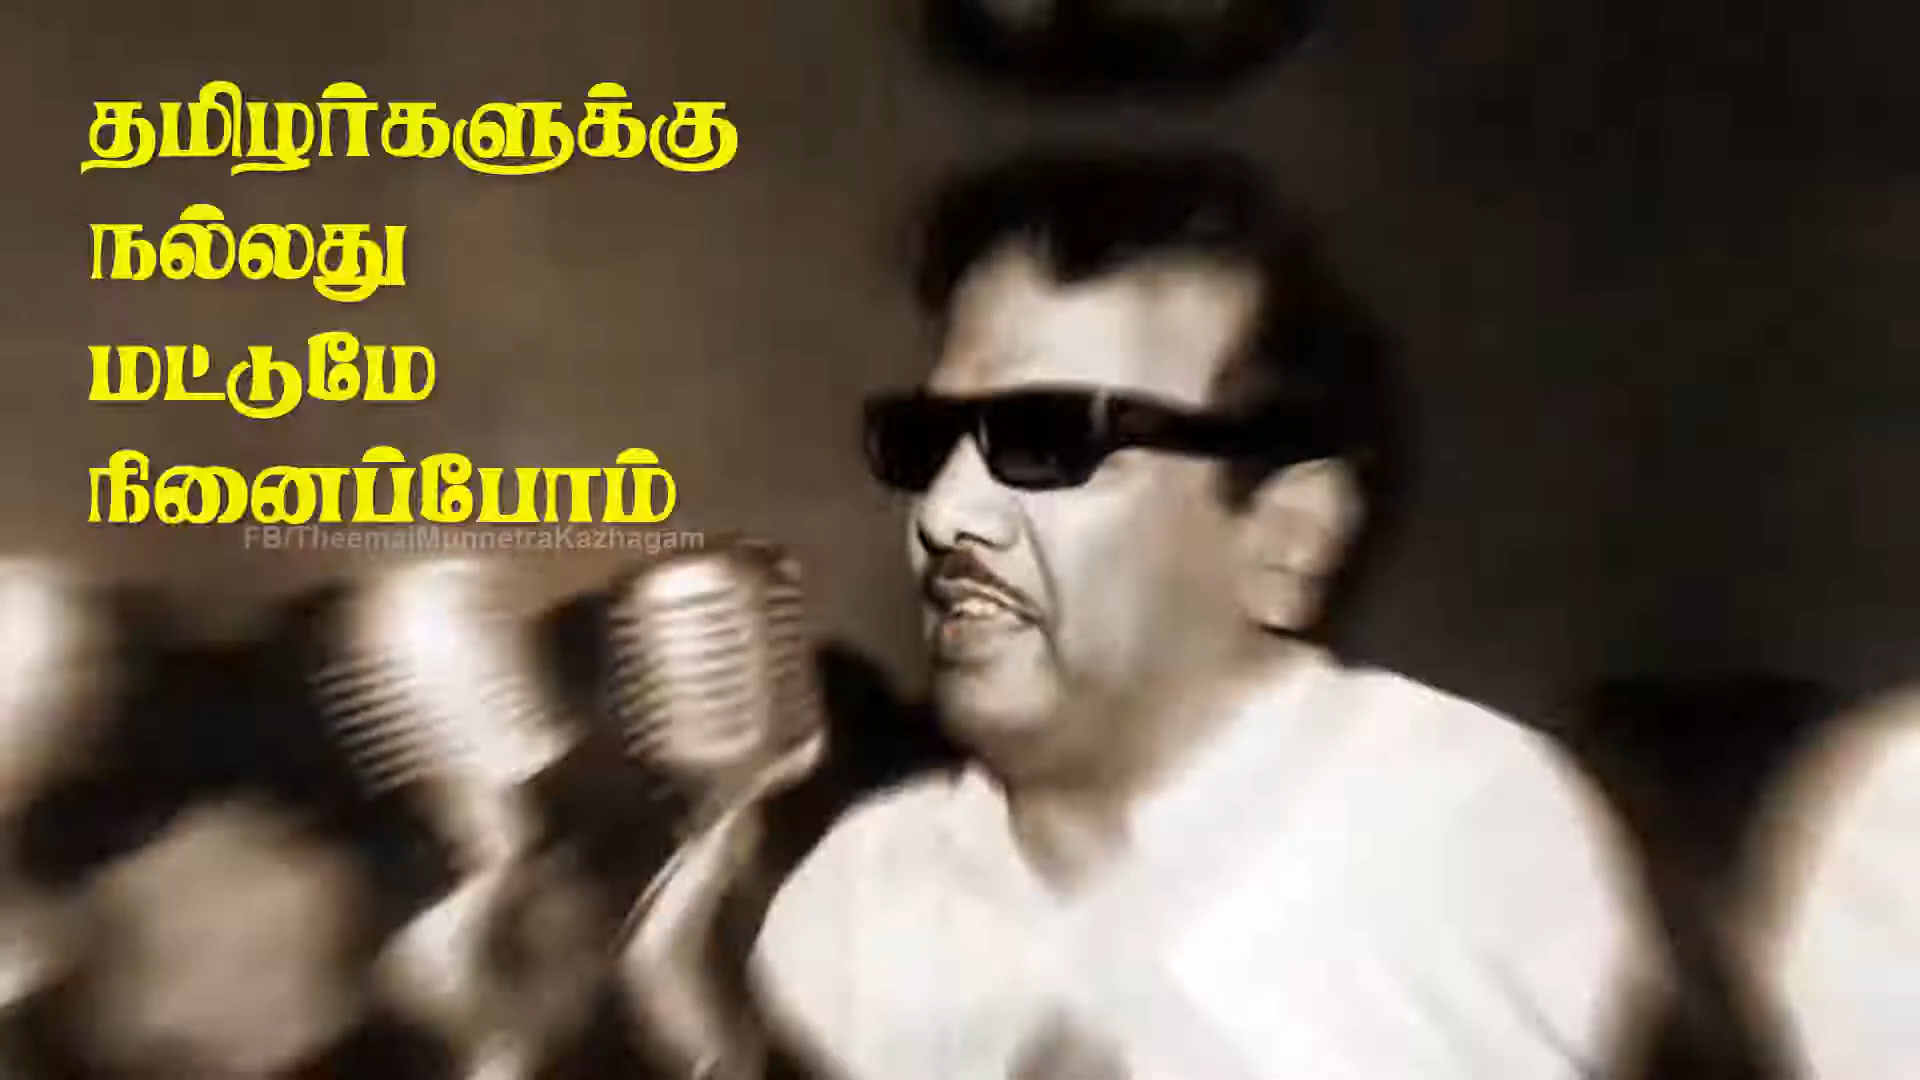 தமிழர்களுக்கு
நல்லது
மட்டுமே
நினைப்போம்
FB/TheemaiMunnetraKazhagam